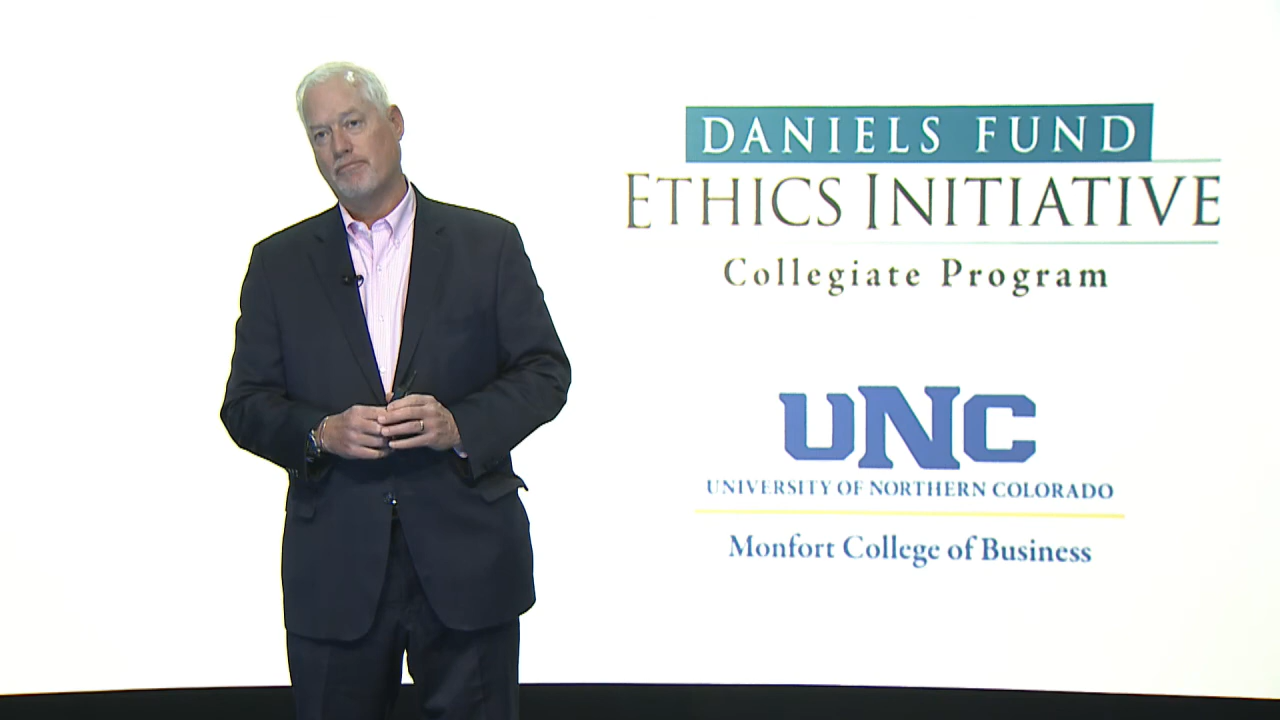 DANIELS FUND
ETHICS INITIATIVE
Collegiate Program
UNC
UNIVERSITY OF NORTHERN COLORADO
Monfort College of Business